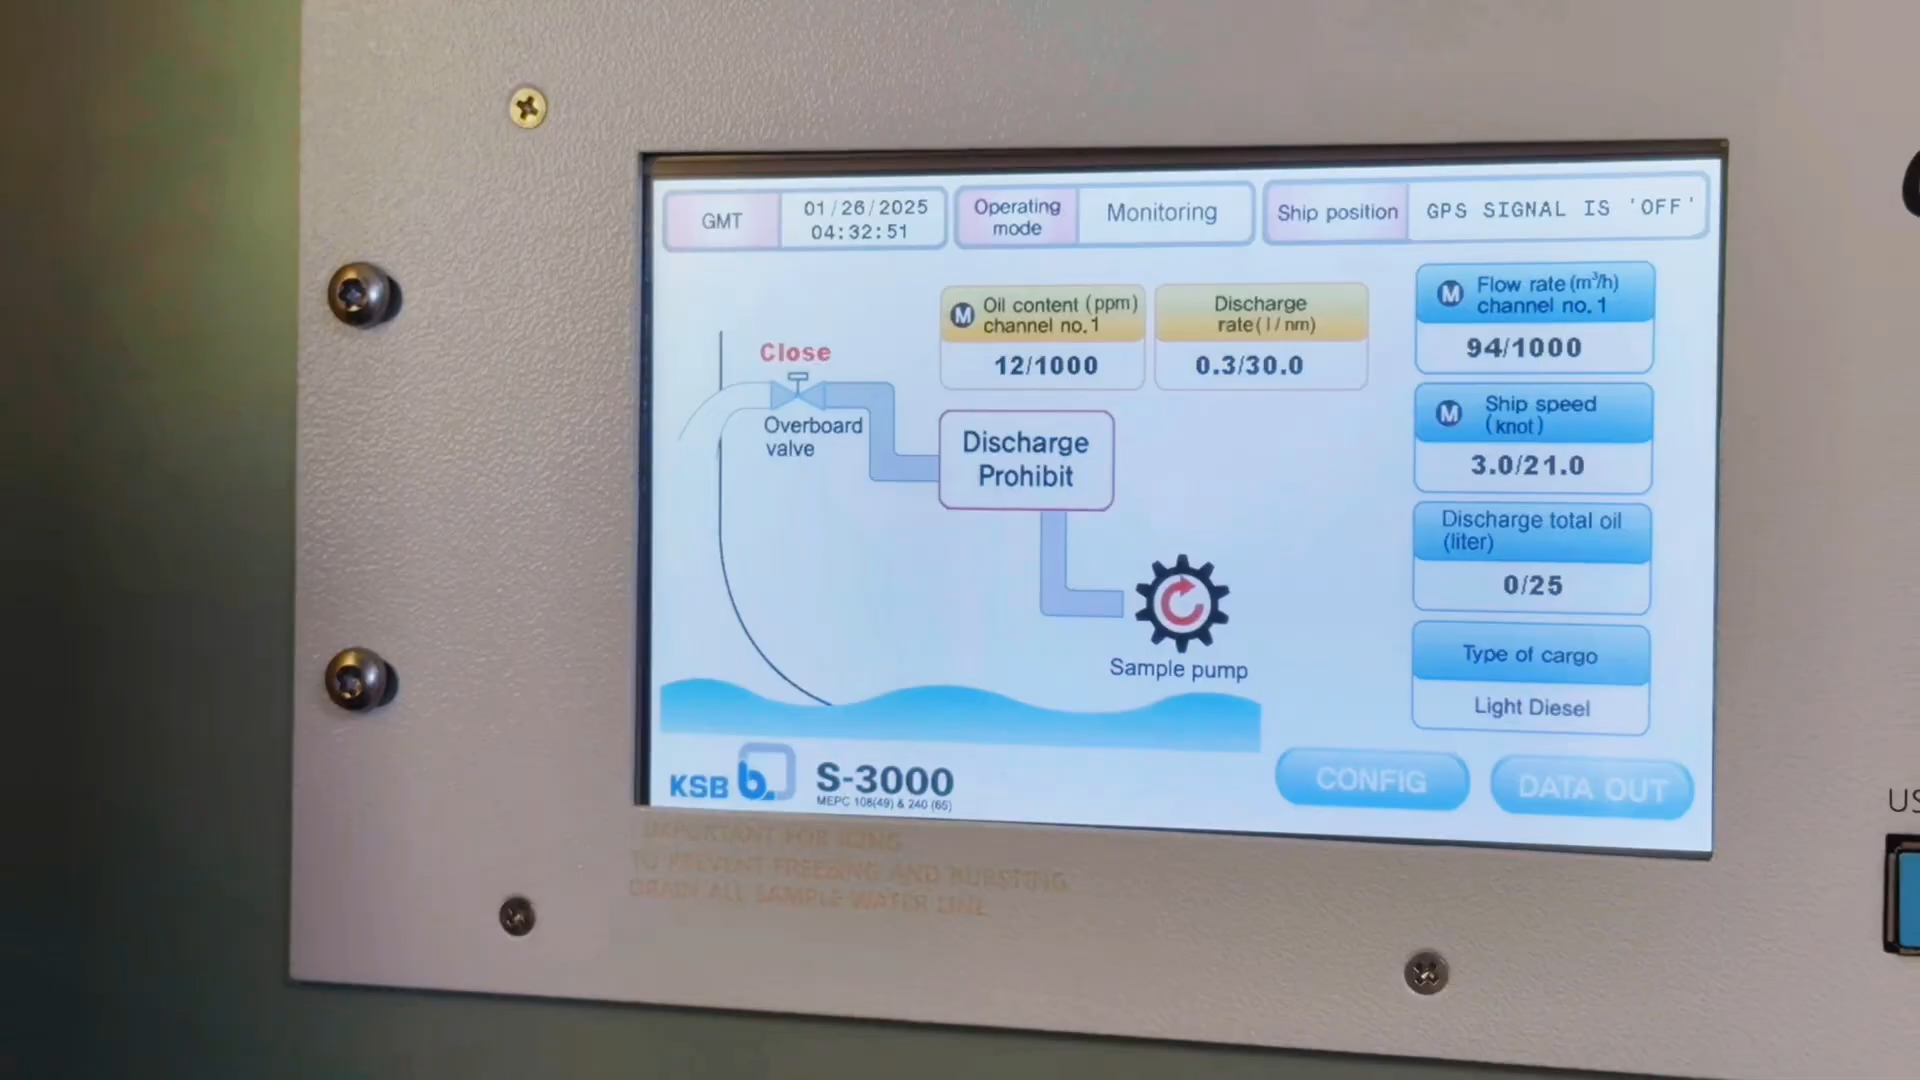 GMT
01/26/2025
04:32:51
Operating
mode
Monitoring
Ship position
GPS SIGNAL IS 'OFF'
M
Oil content (ppm)
channel no.1
12/1000
Discharge
rate(l/nm)
0.3/30.0
M
Flow rate(m³/h)
channel no.1
94/1000
Close
Overboard
valve
Discharge
Prohibit
M
Ship speed
(knot)
3.0/21.0
Discharge total oil
(liter)
0/25
Sample pump
Type of cargo
Light Diesel
KSB
S-3000
MEPC 108(49) & 240 (65)
CONFIG
DATA OUT
IMPORTANT FOR ICING
TO PREVENT FREEZING AND BURSTING
DRAIN ALL SAMPLE WATER LINE